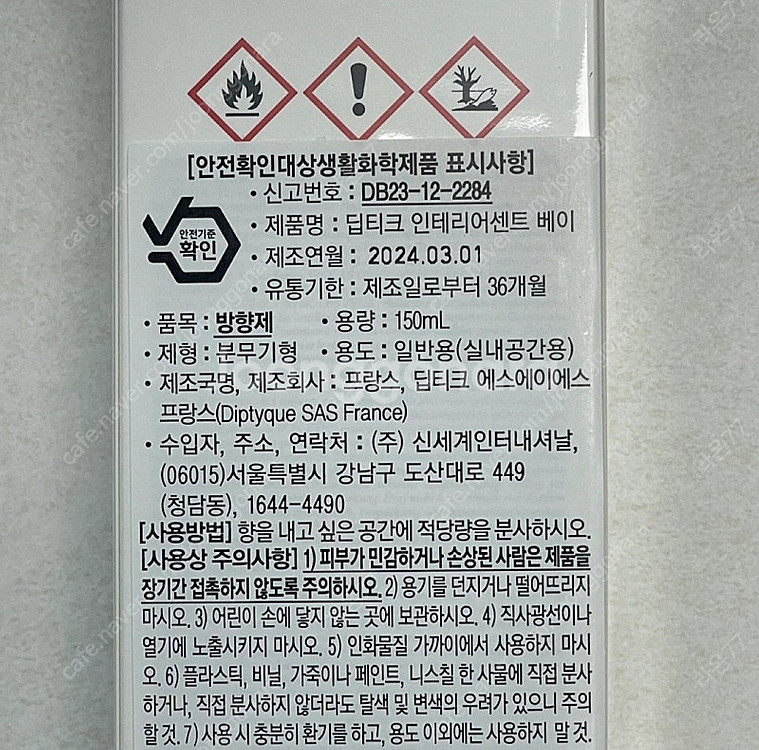 [안전확인대상생활화학제품 표시사항]
• 신고번호 : DB23-12-2284
안전기준
확인
• 제품명 : 딥티크 인테리어센트 베이
• 제조연월 : 2024.03.01
• 유통기한 : 제조일로부터 36개월
• 품목 : 방향제 • 용량 : 150mL
• 제형 : 분무기형 • 용도 : 일반용(실내공간용)
• 제조국명, 제조회사 : 프랑스, 딥티크 에스에이에스
프랑스(Diptyque SAS France)
• 수입자, 주소, 연락처 : (주) 신세계인터내셔날,
(06015)서울특별시 강남구 도산대로 449
(청담동), 1644-4490
[사용방법] 향을 내고 싶은 공간에 적당량을 분사하시오.
[사용상 주의사항] 1) 피부가 민감하거나 손상된 사람은 제품을
장기간 접촉하지 않도록 주의하시오. 2) 용기를 던지거나 떨어뜨리지
마시오. 3) 어린이 손에 닿지 않는 곳에 보관하시오. 4) 직사광선이나
열기에 노출시키지 마시오. 5) 인화물질 가까이에서 사용하지 마시
오. 6) 플라스틱, 비닐, 가죽이나 페인트, 니스칠 한 사물에 직접 분사
하거나, 직접 분사하지 않더라도 탈색 및 변색의 우려가 있으니 주의
할 것. 7) 사용 시 충분히 환기를 하고, 용도 이외에는 사용하지 말 것.